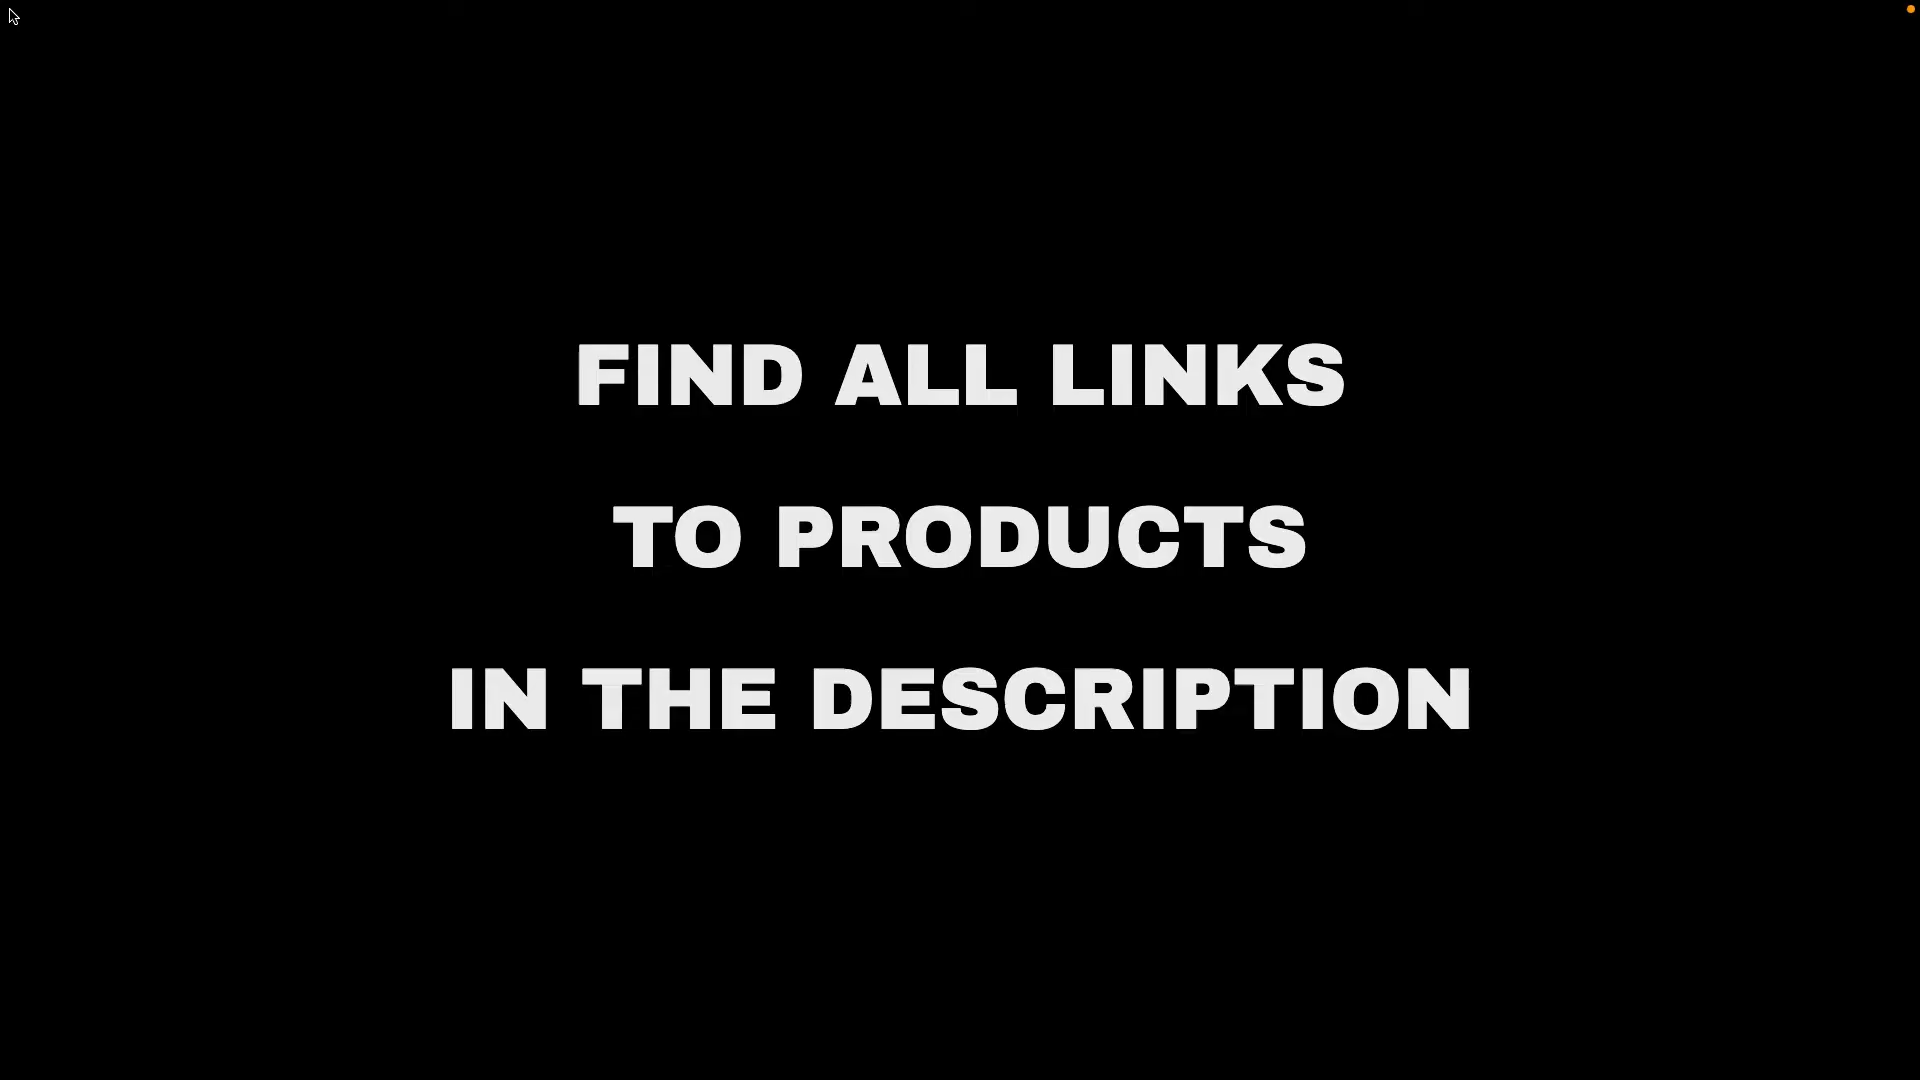 FIND ALL LINKS
TO PRODUCTS
IN THE DESCRIPTION